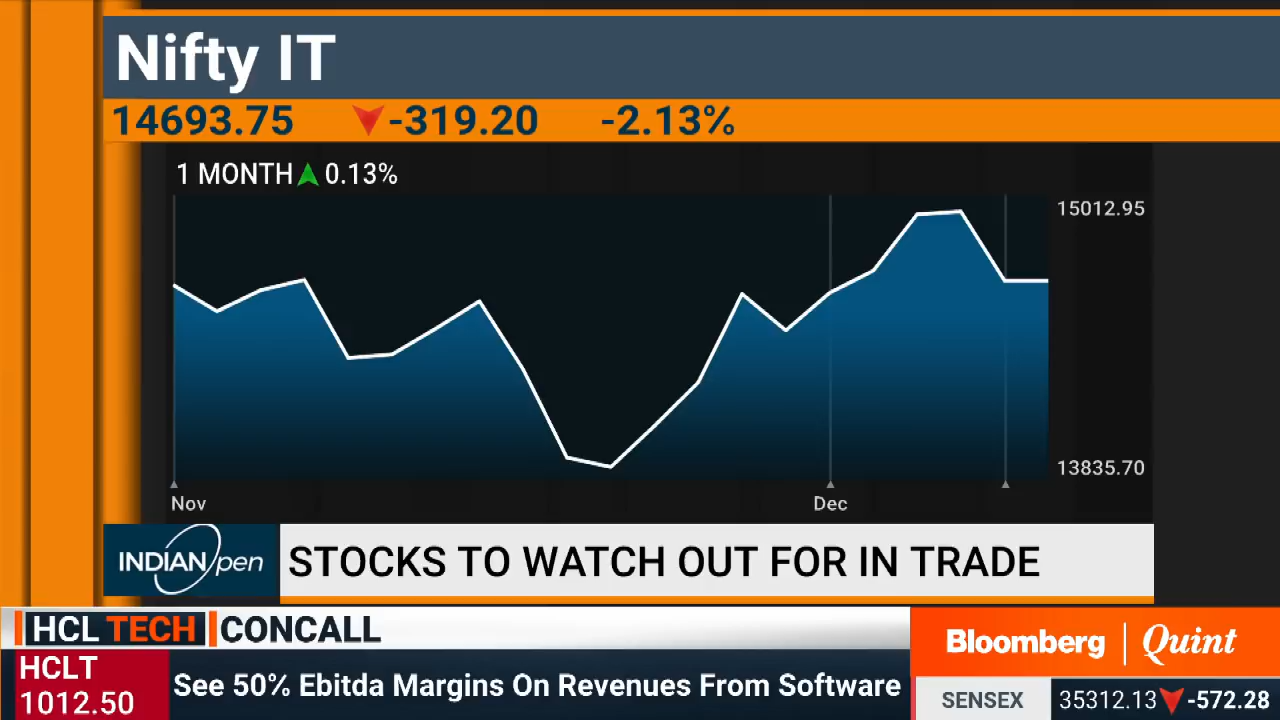 Nifty IT
14693.75 -319.20 -2.13%
1 MONTH 0.13%
15012.95
13835.70
Nov Dec
INDIAN Open STOCKS TO WATCH OUT FOR IN TRADE
HCL TECH CONCALL
HCLT
1012.50
See 50% Ebitda Margins On Revenues From Software
Bloomberg | Quint
SENSEX 35312.13 -572.28